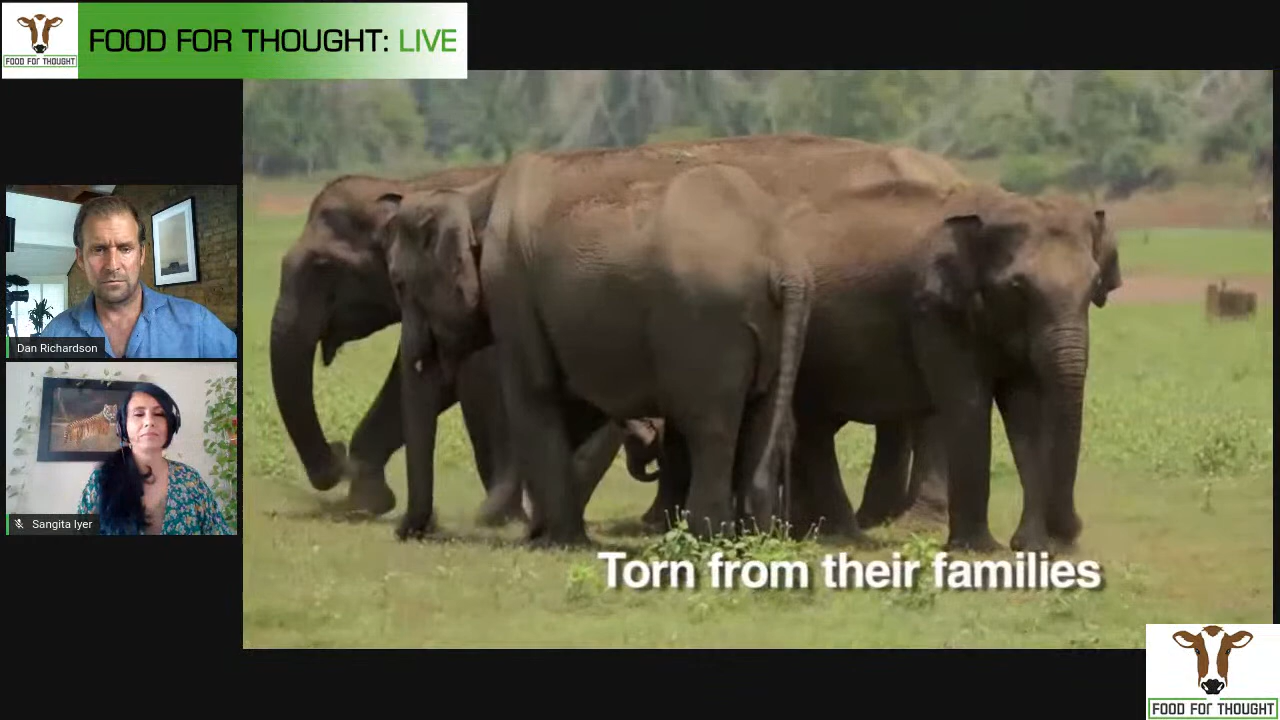 FOOD FOR THOUGHT
FOOD FOR THOUGHT: LIVE
Dan Richardson
Sangita Iyer
Torn from their families
FOOD FOR THOUGHT